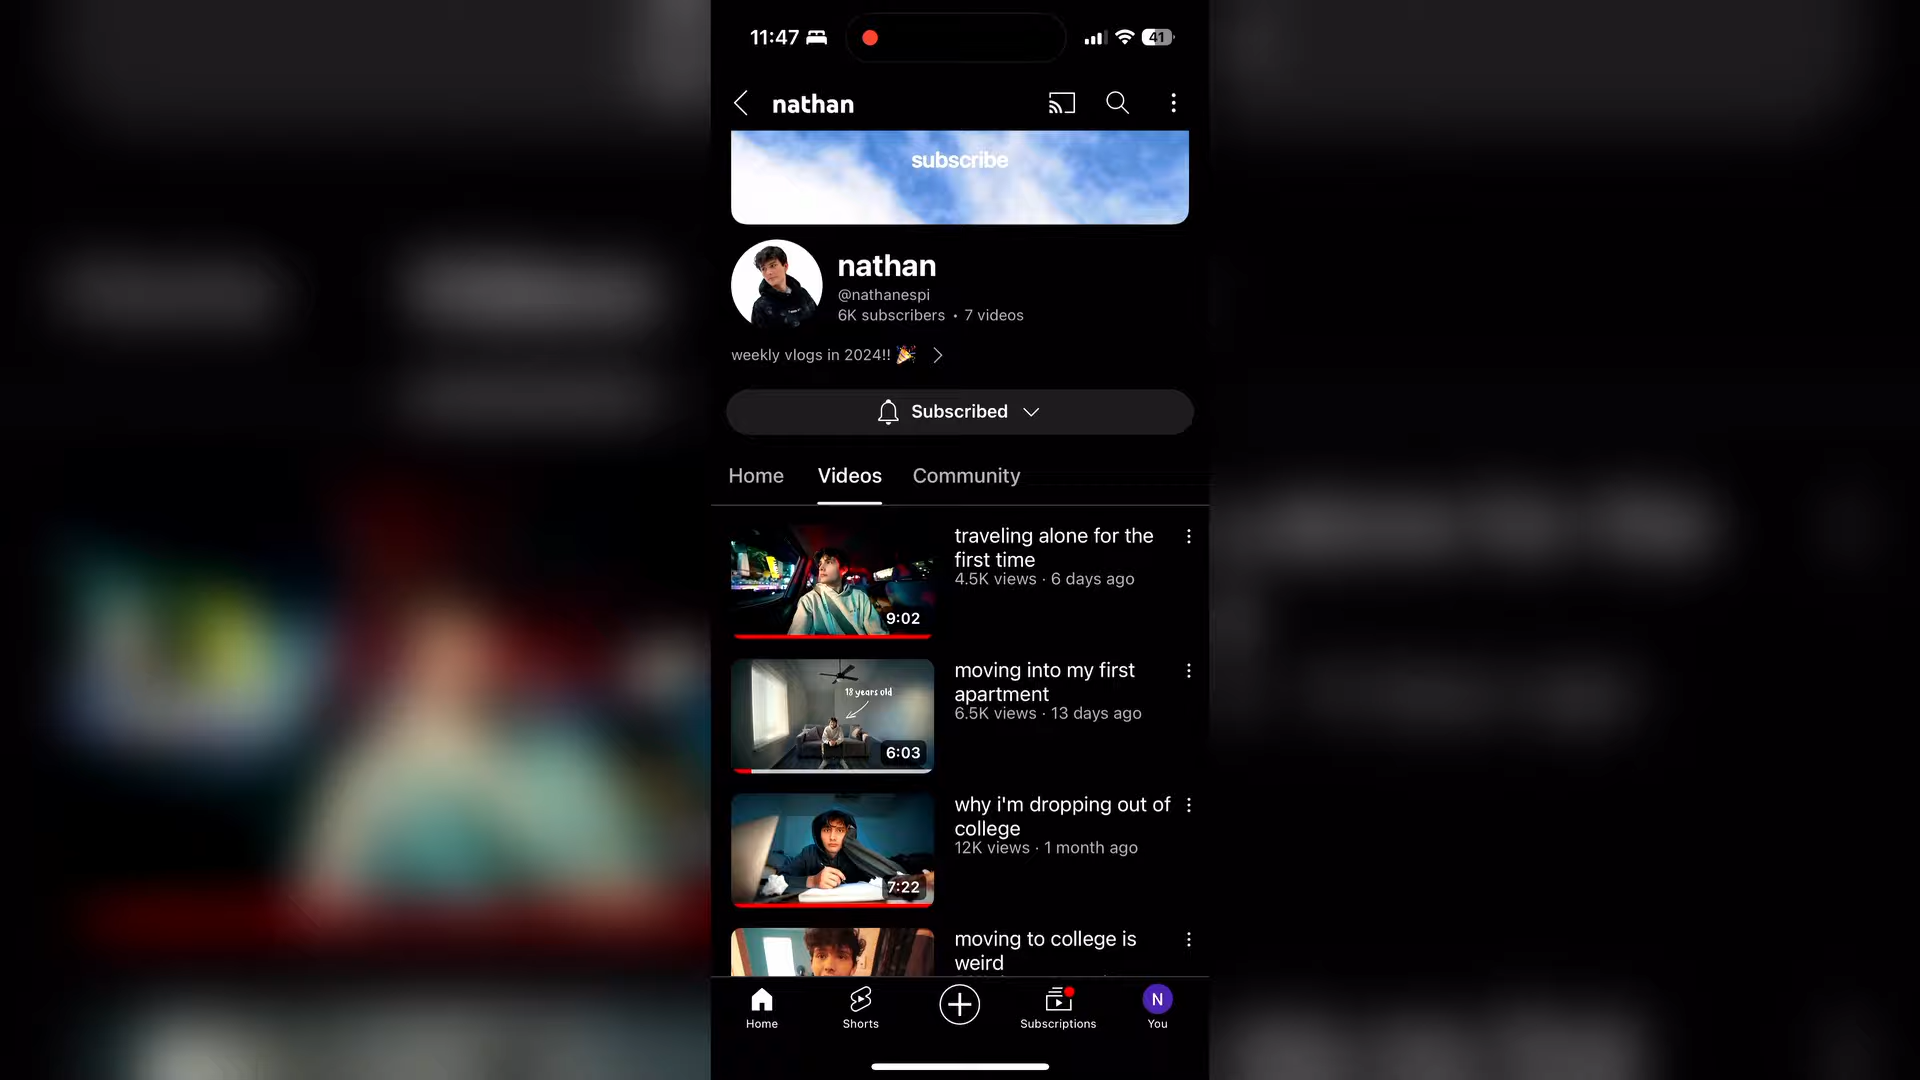 11:47
41
nathan
subscribe
nathan
@nathanespi
6K subscribers • 7 videos
weekly vlogs in 2024!! 🎉
Subscribed
Home
Videos
Community
traveling alone for the
first time
4.5K views · 6 days ago
9:02
moving into my first
apartment
6.5K views · 13 days ago
18 years old
6:03
why i'm dropping out of
college
12K views · 1 month ago
7:22
moving to college is
weird
Home
Shorts
Subscriptions
N
You